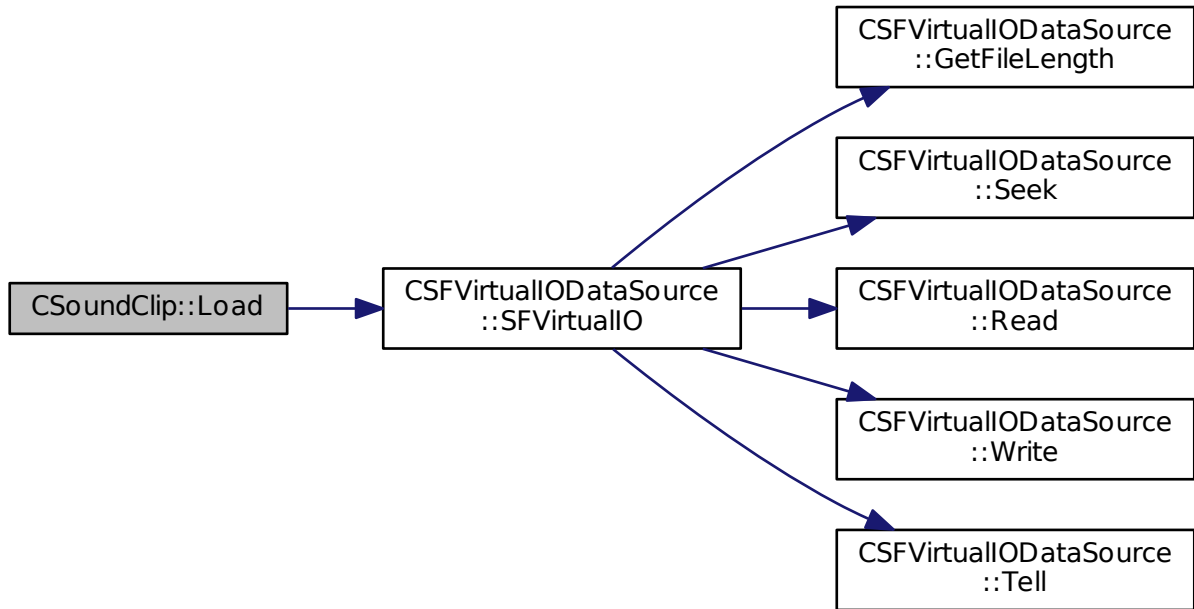 CSoundClip::Load
CSFVirtualIODataSource
::SFVirtualIO
CSFVirtualIODataSource
::GetFileLength
CSFVirtualIODataSource
::Seek
CSFVirtualIODataSource
::Read
CSFVirtualIODataSource
::Write
CSFVirtualIODataSource
::Tell